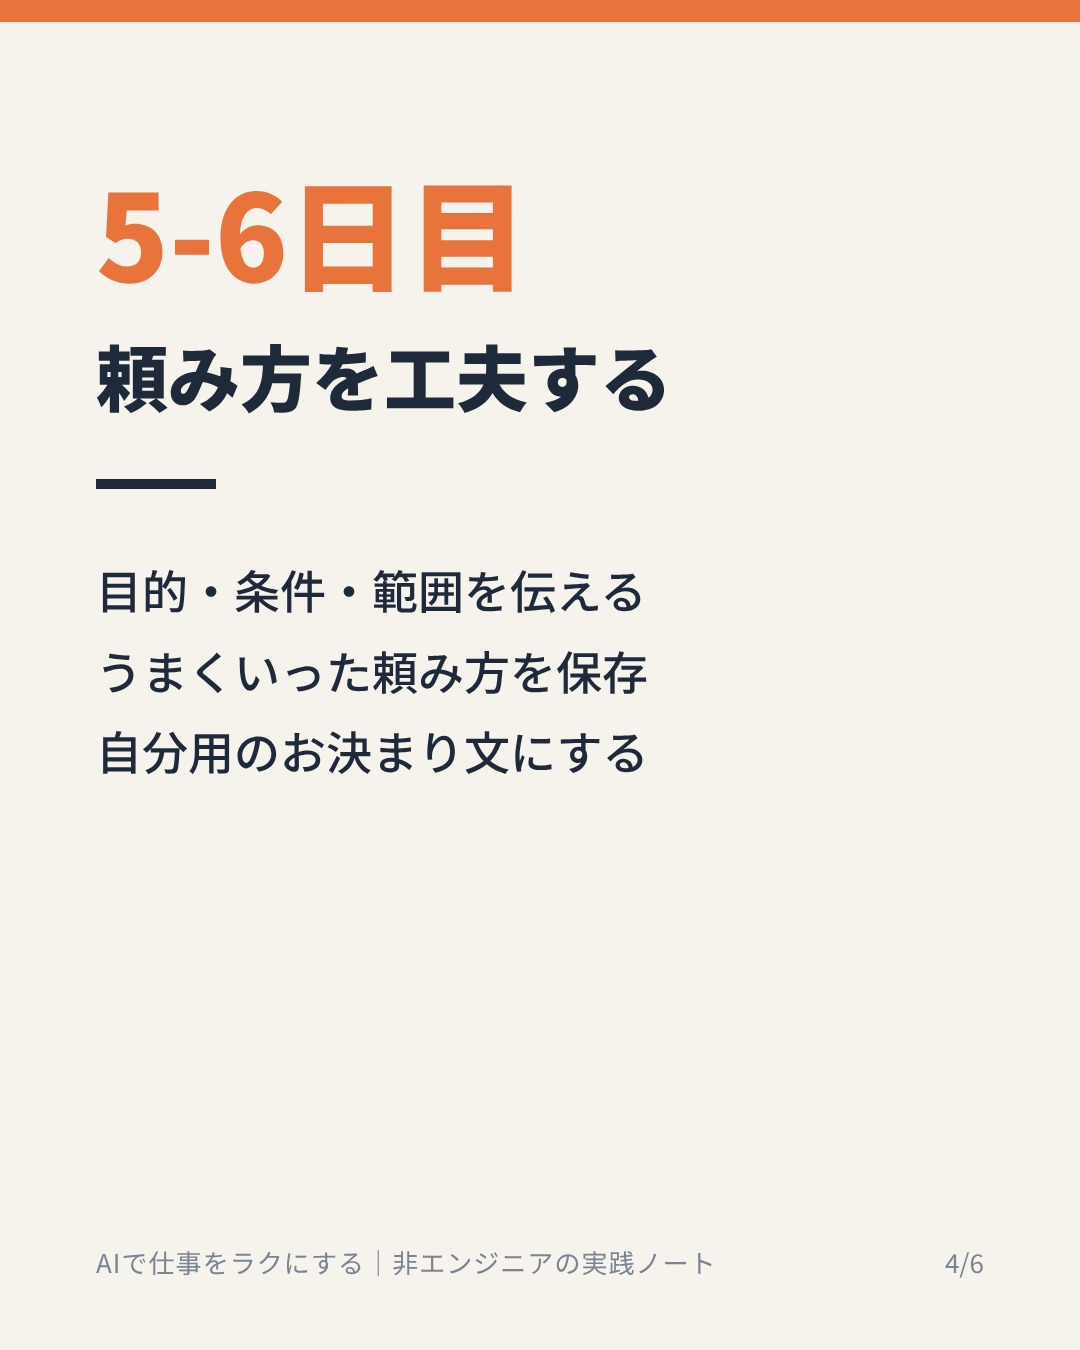 5-6日目
頼み方を工夫する
目的・条件・範囲を伝える
うまくいった頼み方を保存
自分用のお決まり文にする
AIで仕事をラクにする｜非エンジニアの実践ノート
4/6